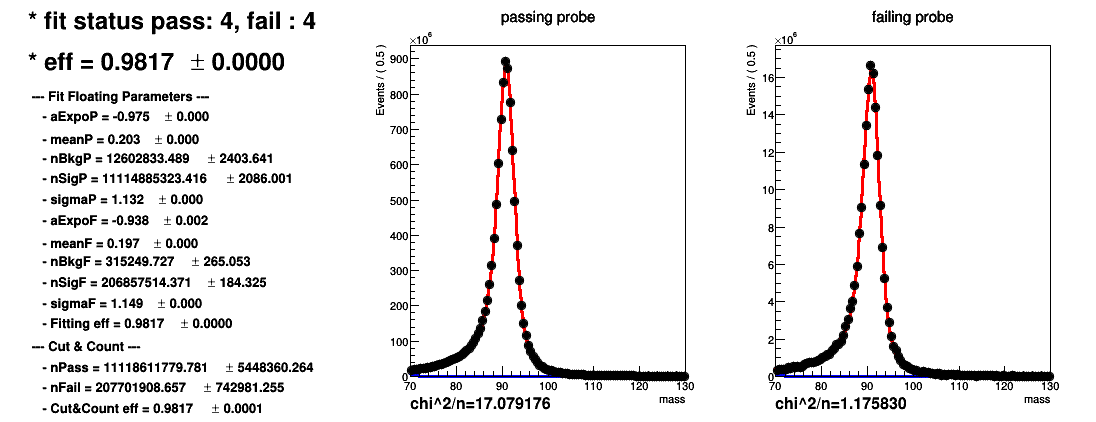 * fit status pass: 4, fail : 4
* eff = 0.9817 ± 0.0000
--- Fit Floating Parameters ---
- aExpoP = -0.975 ± 0.000
- meanP = 0.203 ± 0.000
- nBkgP = 12602833.489 ± 2403.641
- nSigP = 11114885323.416 ± 2086.001
- sigmaP = 1.132 ± 0.000
- aExpoF = -0.938 ± 0.002
- meanF = 0.197 ± 0.000
- nBkgF = 315249.727 ± 265.053
- nSigF = 206857514.371 ± 184.325
- sigmaF = 1.149 ± 0.000
- Fitting eff = 0.9817 ± 0.0000
--- Cut & Count ---
- nPass = 11118611779.781 ± 5448360.264
- nFail = 207701908.657 ± 742981.255
- Cut&Count eff = 0.9817 ± 0.0001
passing probe
×10^6
Events / ( 0.5 )
900
800
700
600
500
400
300
200
100
0
70 80 90 100 110 120 130
mass
chi^2/n=17.079176
failing probe
×10^6
Events / ( 0.5 )
16
14
12
10
8
6
4
2
0
70 80 90 100 110 120 130
mass
chi^2/n=1.175830